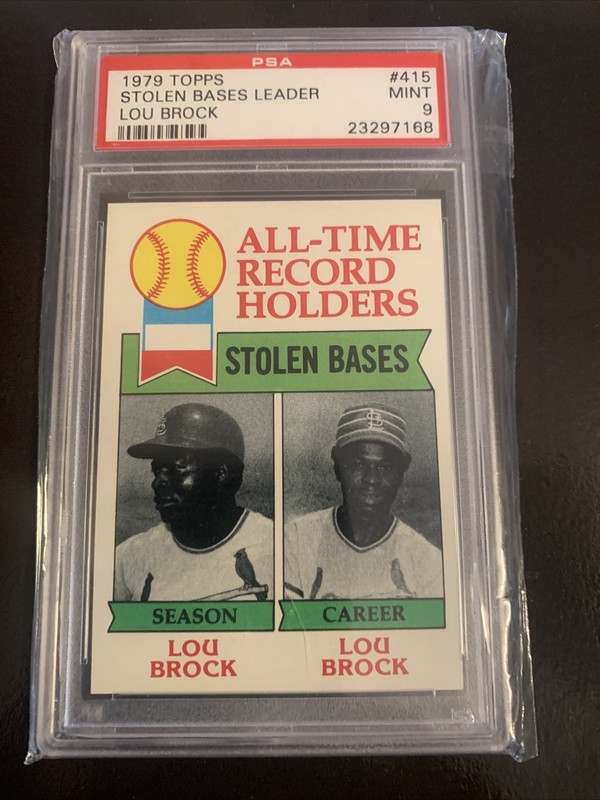 PSA
1979 TOPPS #415
STOLEN BASES LEADER MINT
LOU BROCK 9
23297168
ALL-TIME
RECORD
HOLDERS
STOLEN BASES
SEASON CAREER
LOU LOU
BROCK BROCK